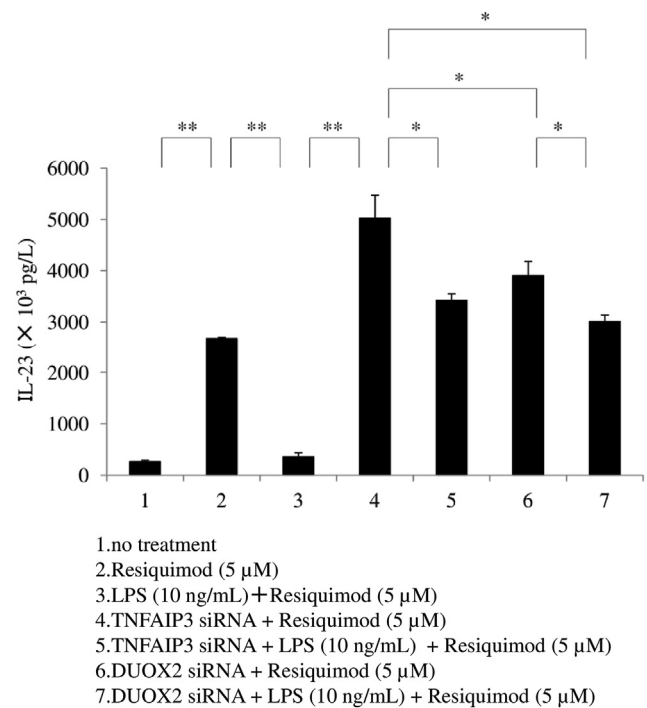 *
*
** ** ** * *
6000
5000
4000
3000
2000
1000
0
IL-23 (× 10³ pg/L)
1 2 3 4 5 6 7
1.no treatment
2.Resiquimod (5 µM)
3.LPS (10 ng/mL)+Resiquimod (5 µM)
4.TNFAIP3 siRNA + Resiquimod (5 µM)
5.TNFAIP3 siRNA + LPS (10 ng/mL) + Resiquimod (5 µM)
6.DUOX2 siRNA + Resiquimod (5 µM)
7.DUOX2 siRNA + LPS (10 ng/mL) + Resiquimod (5 µM)